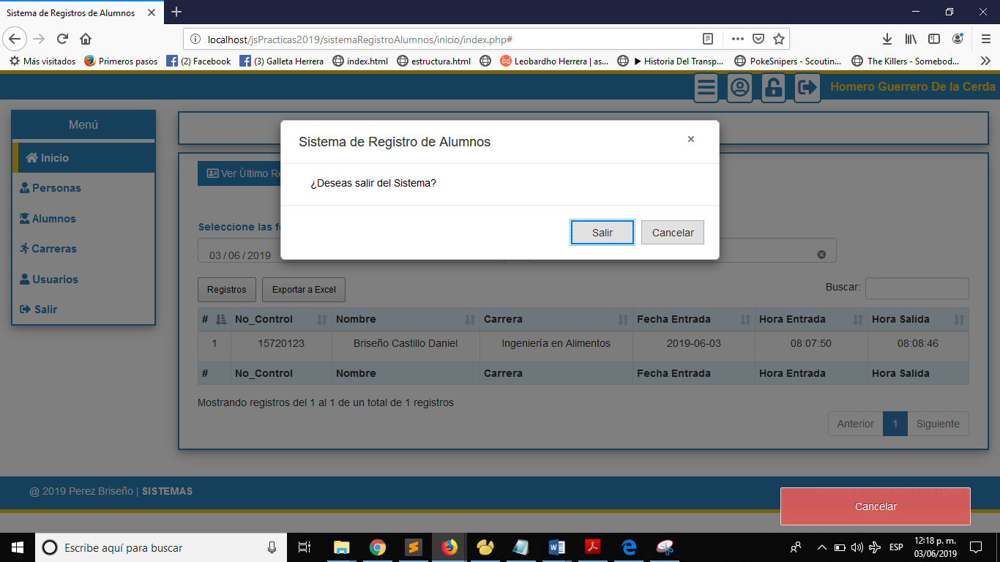 Sistema de Registros de Alumnos
localhost/jsPracticas2019/sistemaRegistroAlumnos/inicio/index.php#
Más visitados Primeros pasos (2) Facebook (3) Galleta Herrera index.html estructura.html Leobardho Herrera | as... Historia Del Transp... PokeSnipers - Scoutin... The Killers - Somebod...
Homero Guerrero De la Cerda
Menú
Inicio
Personas
Alumnos
Carreras
Usuarios
Salir
Sistema de Registro de Alumnos ×
¿Deseas salir del Sistema?
Salir Cancelar
Ver Ùltimo
Seleccione las
03 / 06 / 2019
Registros Exportar a Excel Buscar:
# No_Control Nombre Carrera Fecha Entrada Hora Entrada Hora Salida
1 15720123 Briseño Castillo Daniel Ingeniería en Alimentos 2019-06-03 08:07:50 08:08:46
# No_Control Nombre Carrera Fecha Entrada Hora Entrada Hora Salida
Mostrando registros del 1 al 1 de un total de 1 registros
Anterior 1 Siguiente
@ 2019 Perez Briseño | SISTEMAS
Cancelar
Escribe aquí para buscar
ESP
12:18 p. m.
03/06/2019